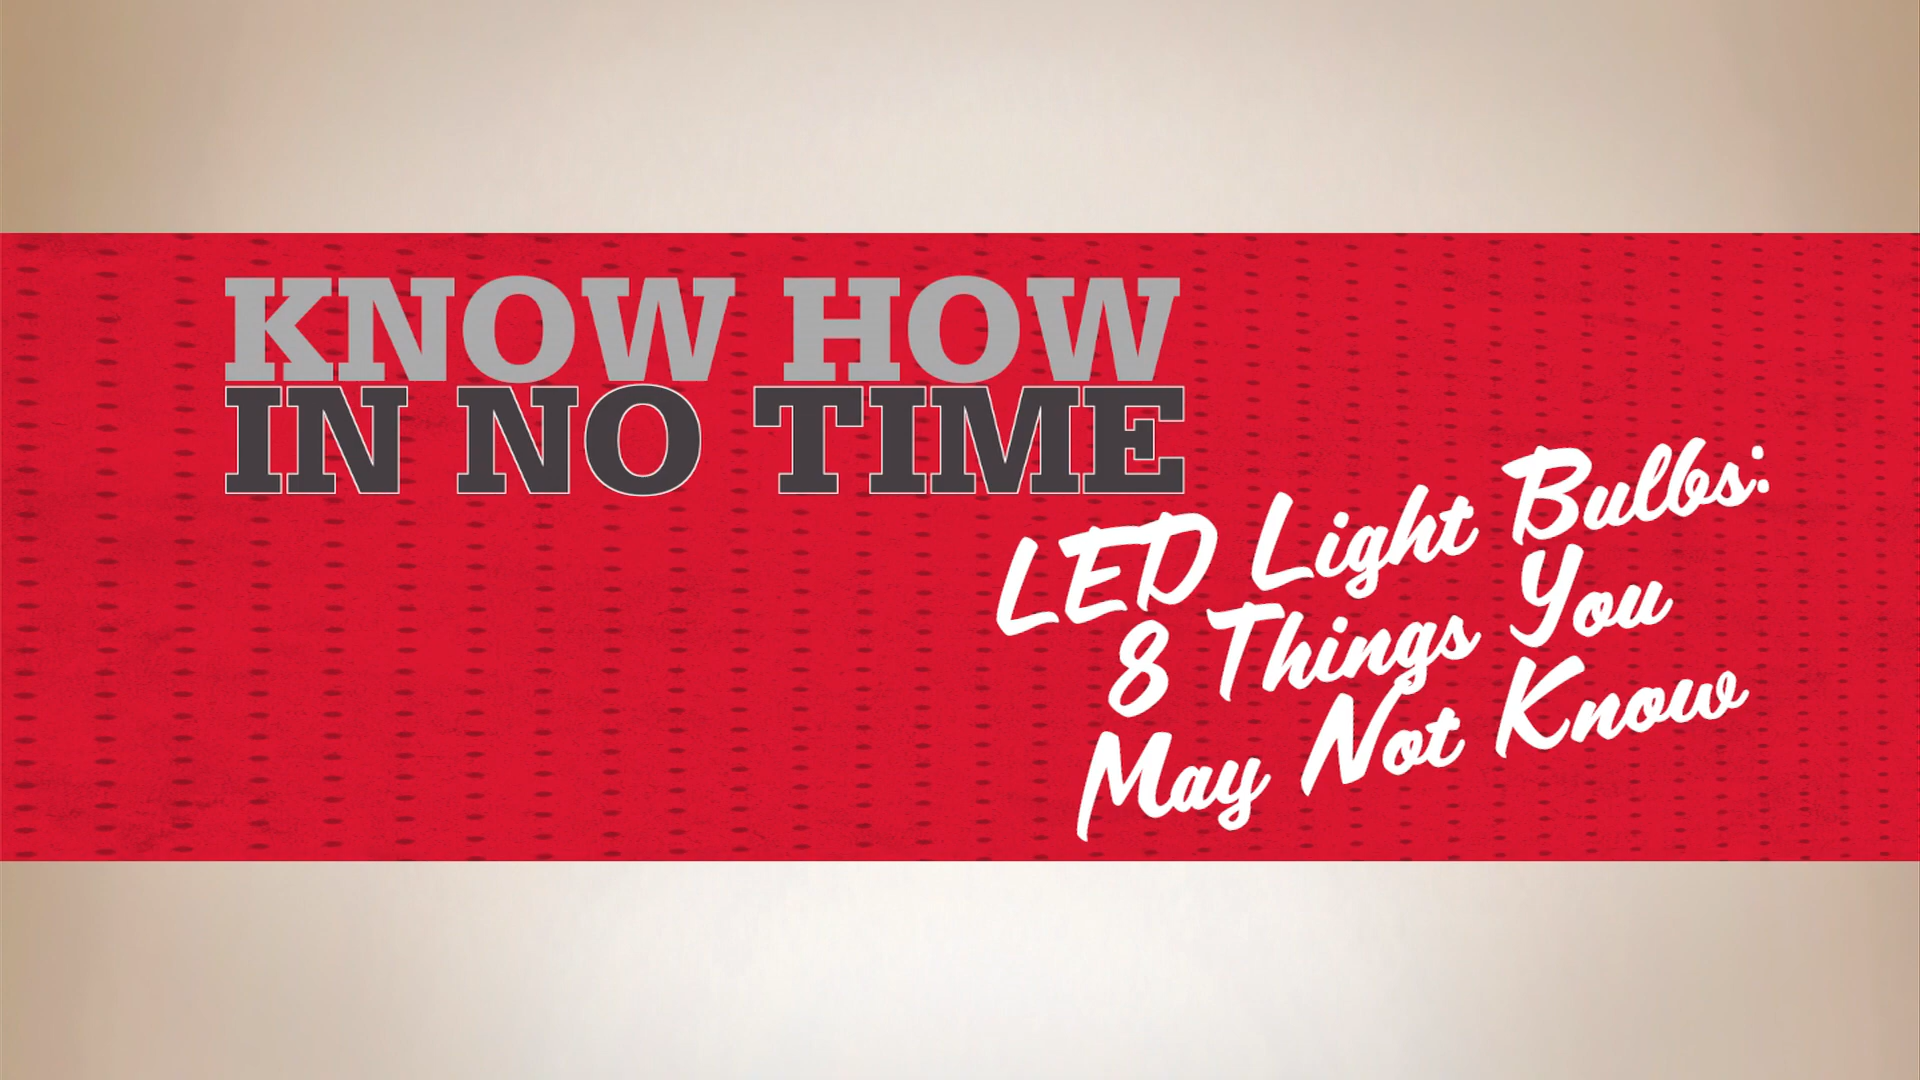 KNOW HOW
IN NO TIME
LED Light Bulbs:
8 Things You
May Not Know